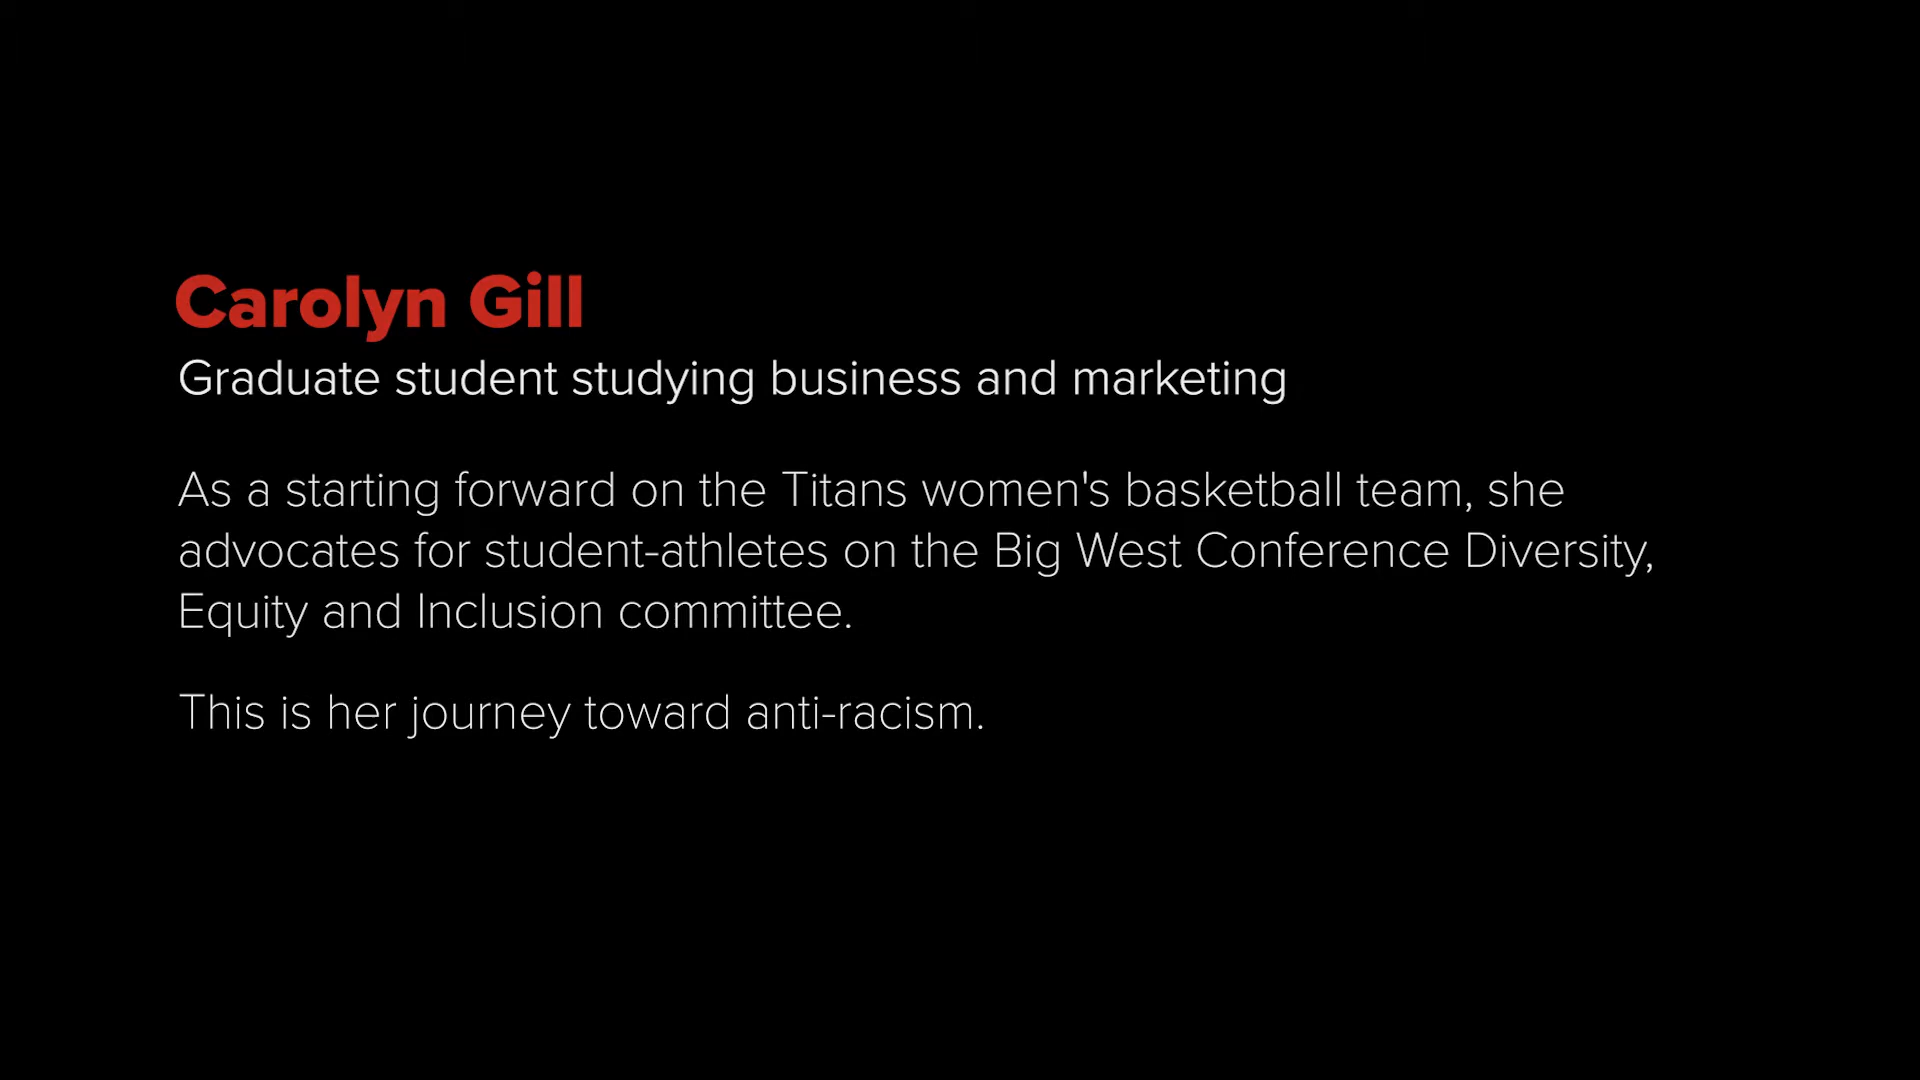 Carolyn Gill
Graduate student studying business and marketing
As a starting forward on the Titans women's basketball team, she
advocates for student-athletes on the Big West Conference Diversity,
Equity and Inclusion committee.
This is her journey toward anti-racism.